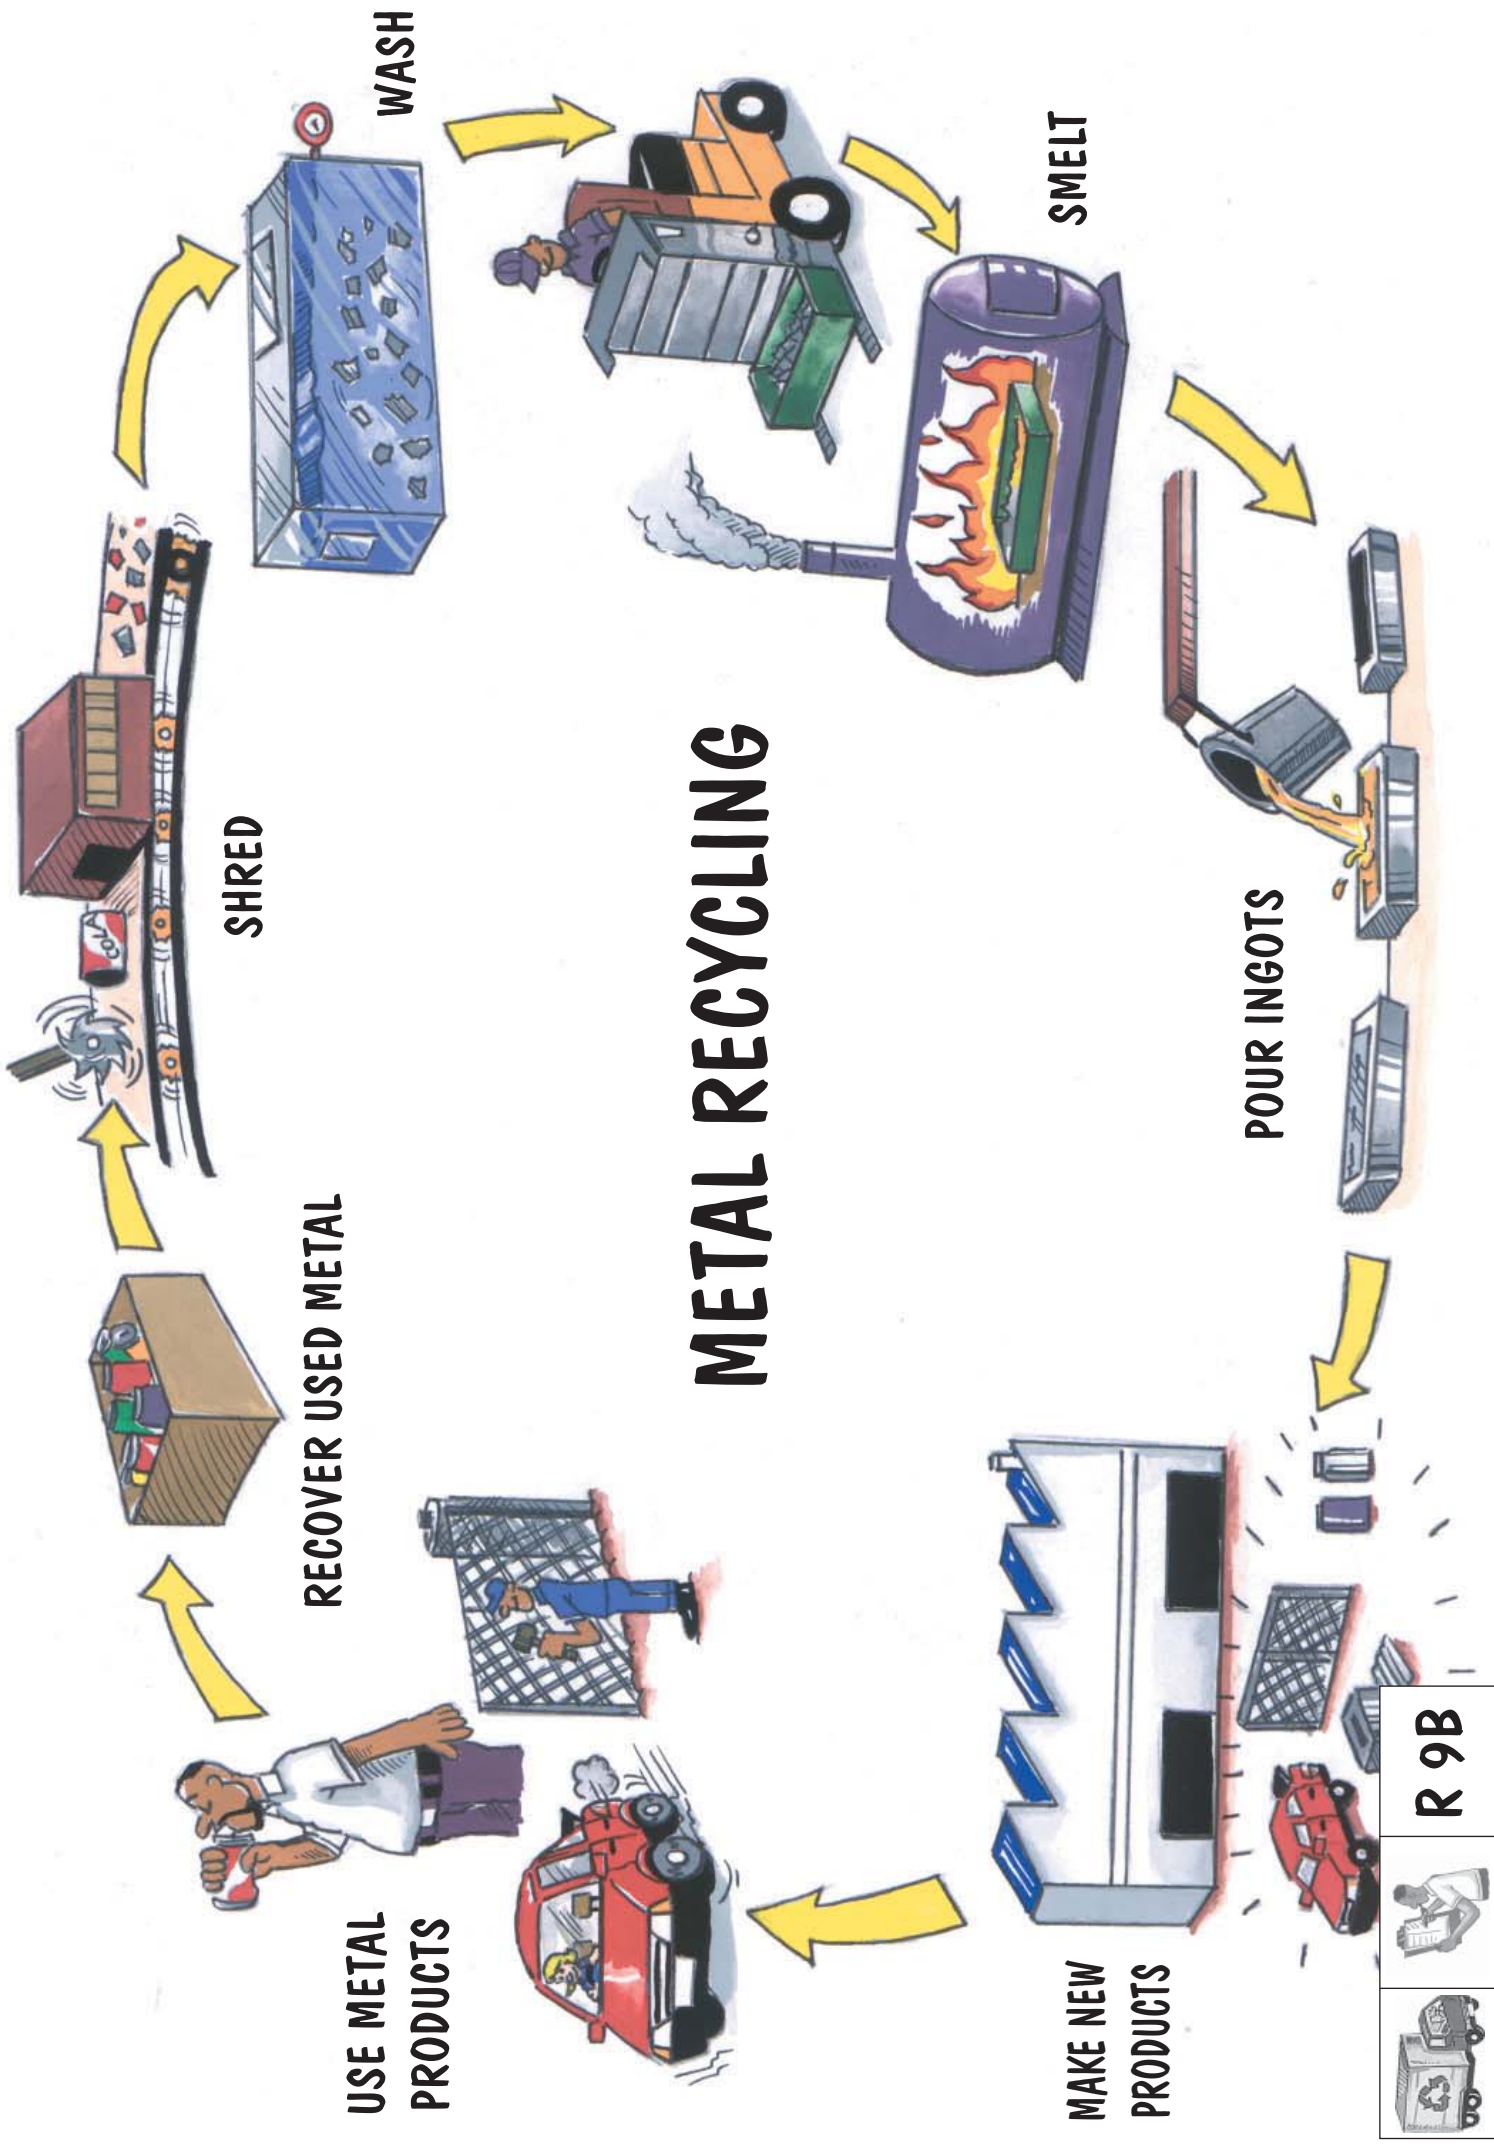 USE METAL
PRODUCTS
RECOVER USED METAL
SHRED
COLA
WASH
SMELT
POUR INGOTS
MAKE NEW
PRODUCTS
METAL RECYCLING
R 9B